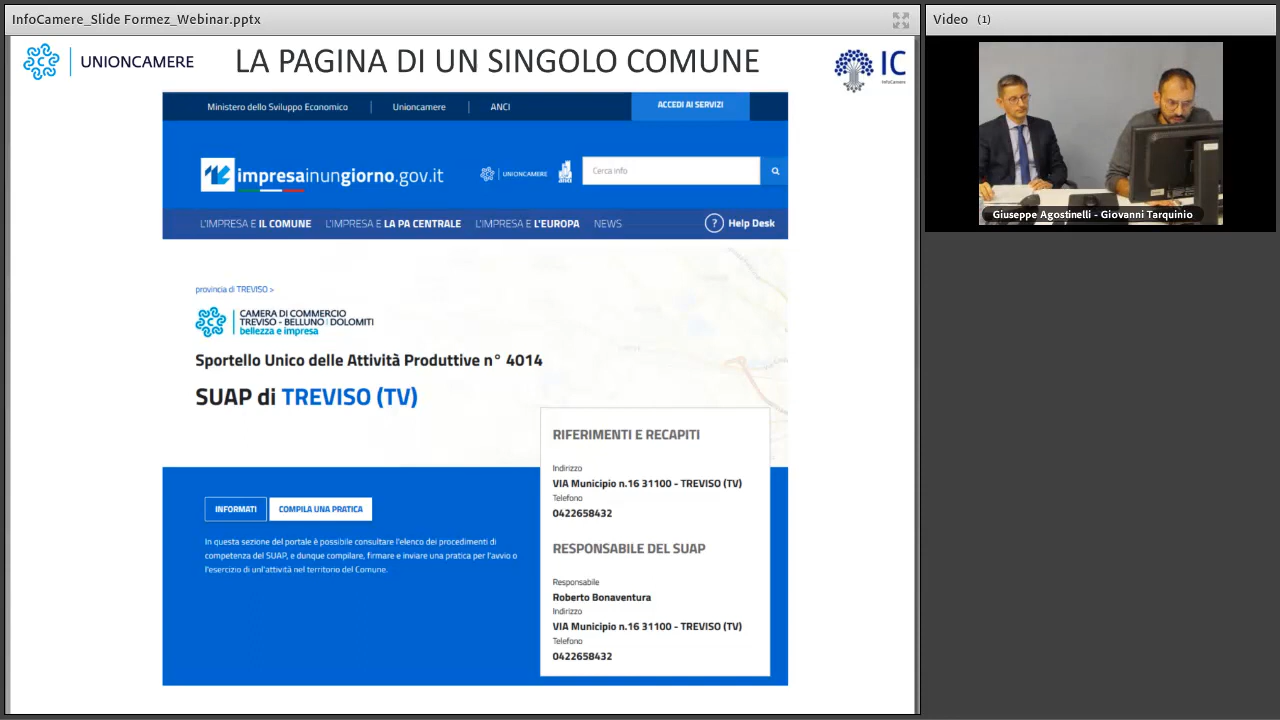 InfoCamere_Slide Formez_Webinar.pptx
Video (1)
UNIONCAMERE
LA PAGINA DI UN SINGOLO COMUNE
IC
InfoCamere
Ministero dello Sviluppo Economico
Unioncamere
ANCI
ACCEDI AI SERVIZI
impresainungiorno.gov.it
UNIONCAMERE
Cerca info
L'IMPRESA E IL COMUNE
L'IMPRESA E LA PA CENTRALE
L'IMPRESA E L'EUROPA
NEWS
? Help Desk
provincia di TREVISO >
CAMERA DI COMMERCIO
TREVISO - BELLUNO | DOLOMITI
bellezza e impresa
Sportello Unico delle Attività Produttive n° 4014
SUAP di TREVISO (TV)
INFORMATI
COMPILA UNA PRATICA
In questa sezione del portale è possibile consultare l'elenco dei procedimenti di
competenza del SUAP, e dunque compilare, firmare e inviare una pratica per l'avvio o
l'esercizio di un'attività nel territorio del Comune.
RIFERIMENTI E RECAPITI
Indirizzo
VIA Municipio n.16 31100 - TREVISO (TV)
Telefono
0422658432
RESPONSABILE DEL SUAP
Responsabile
Roberto Bonaventura
Indirizzo
VIA Municipio n.16 31100 - TREVISO (TV)
Telefono
0422658432
Giuseppe Agostinelli - Giovanni Tarquinio